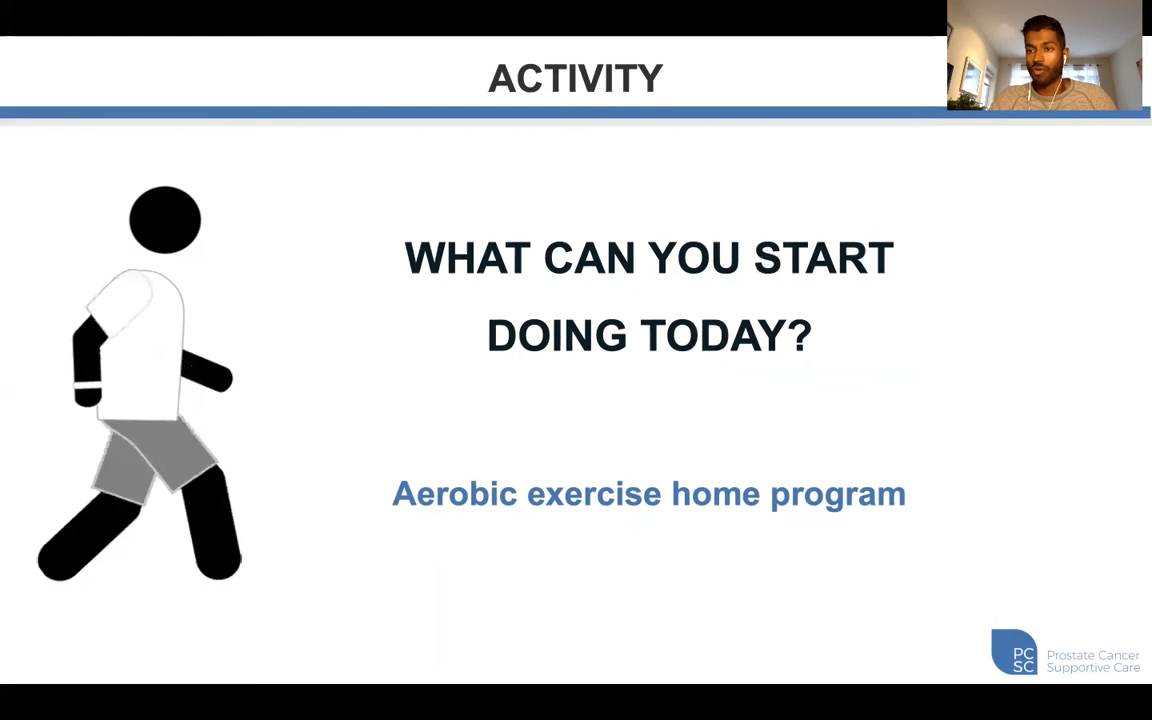 ACTIVITY
WHAT CAN YOU START
DOING TODAY?
Aerobic exercise home program
PC
SC
Prostate Cancer
Supportive Care